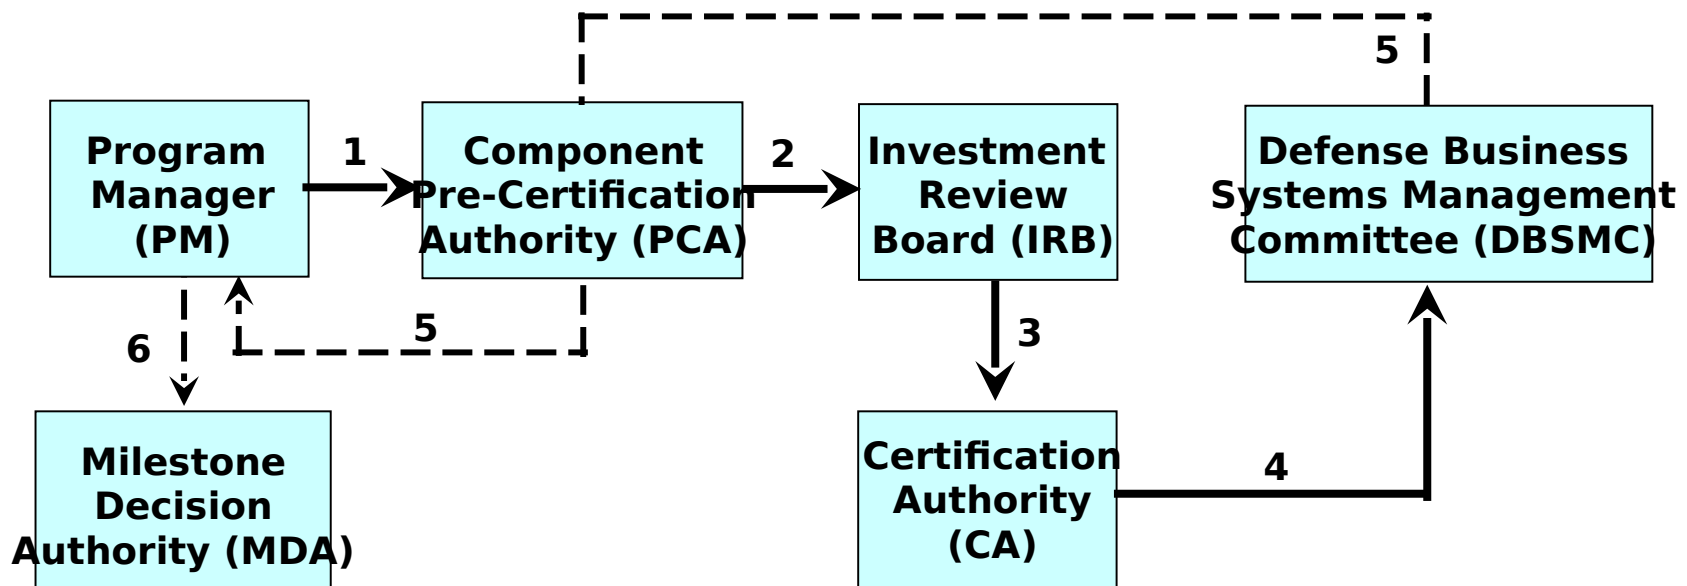 5
Program
Manager
(PM)
1
Component
Pre-Certification
Authority (PCA)
2
Investment
Review
Board (IRB)
Defense Business
Systems Management
Committee (DBSMC)
6
5
3
Milestone
Decision
Authority (MDA)
Certification
Authority
(CA)
4